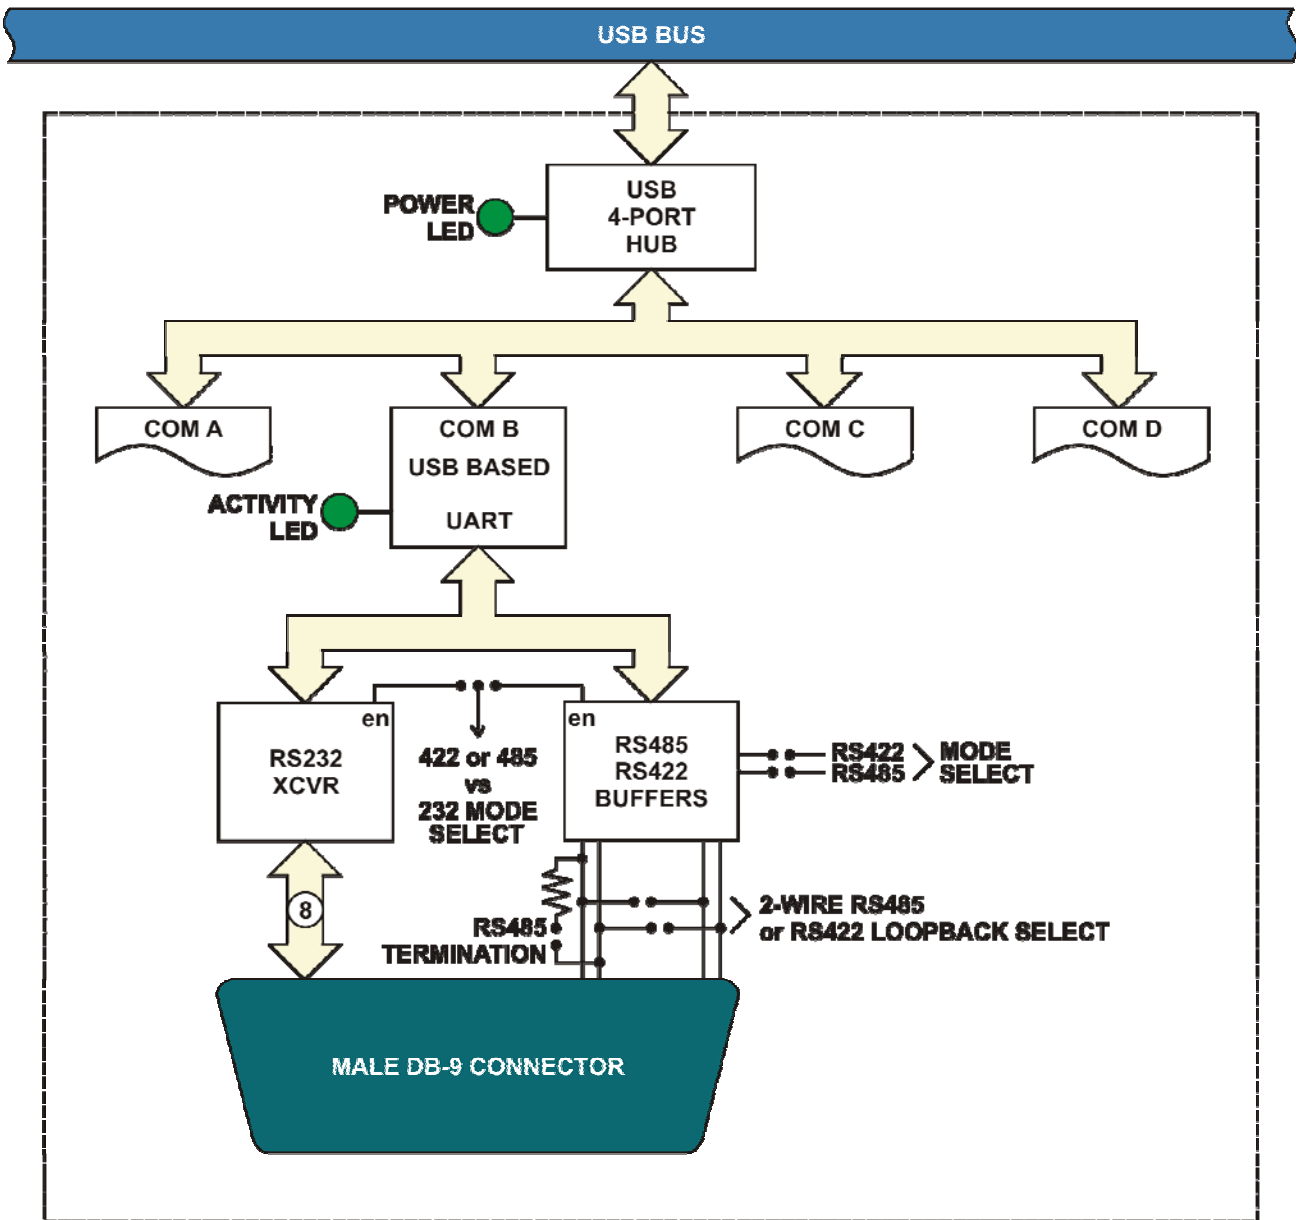 USB BUS
POWER
LED
USB
4-PORT
HUB
COM A
COM B
USB BASED
UART
COM C
COM D
ACTIVITY
LED
en
en
RS232
XCVR
422 or 485
vs
232 MODE
SELECT
RS485
RS422
BUFFERS
RS422
RS485
MODE
SELECT
8
RS485
TERMINATION
2-WIRE RS485
or RS422 LOOPBACK SELECT
MALE DB-9 CONNECTOR